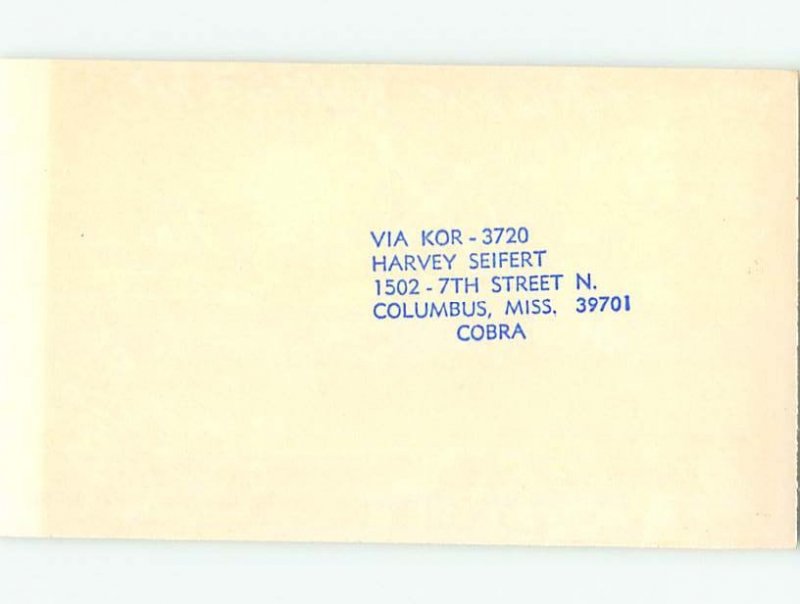 VIA KOR - 3720
HARVEY SEIFERT
1502 - 7TH STREET N.
COLUMBUS, MISS. 39701
COBRA